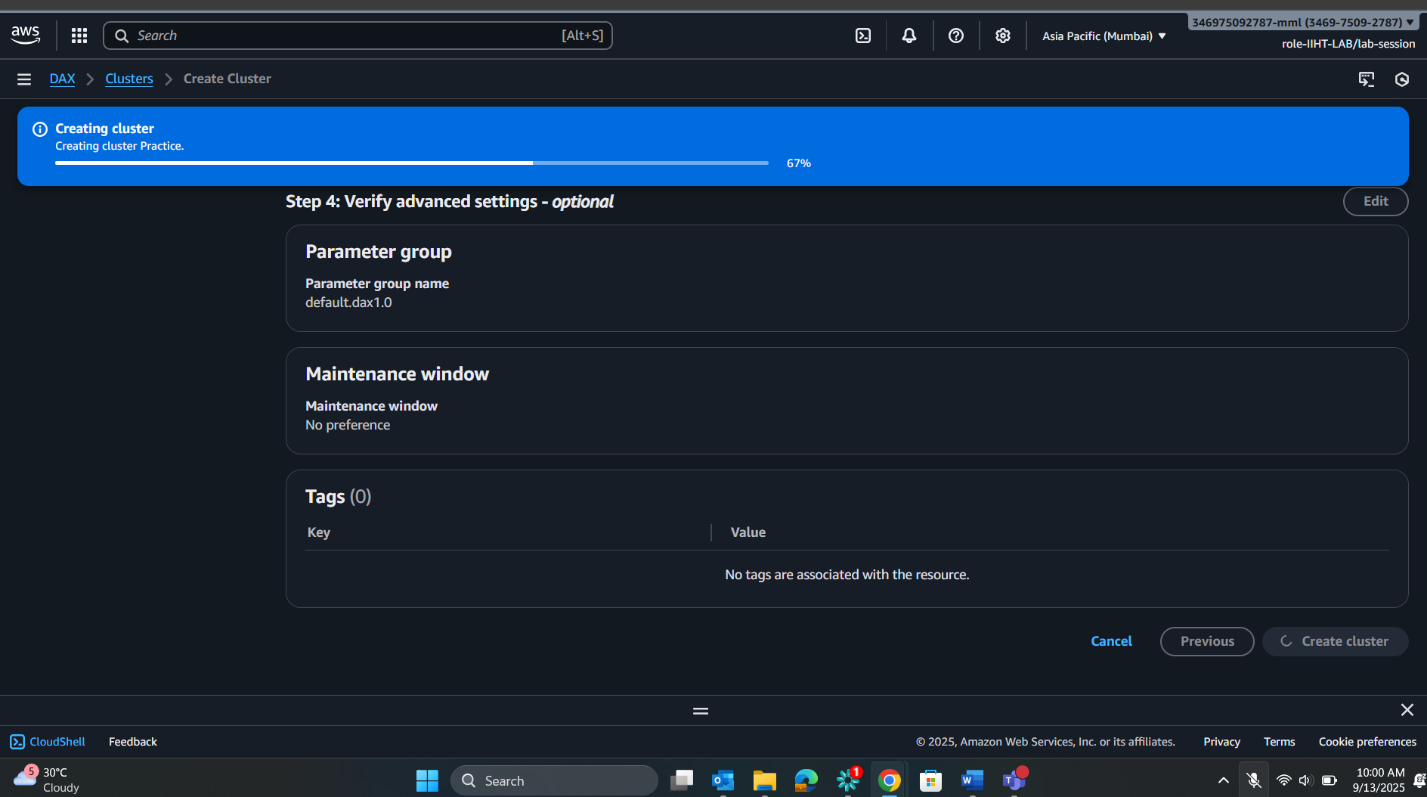 346975092787-mml (3469-7509-2787) ▼
aws
Search [Alt+S]
Asia Pacific (Mumbai) ▼
role-IIHT-LAB/lab-session
DAX > Clusters > Create Cluster
Creating cluster
Creating cluster Practice.
67%
Step 4: Verify advanced settings - optional
Edit
Parameter group
Parameter group name
default.dax1.0
Maintenance window
Maintenance window
No preference
Tags (0)
Key Value
No tags are associated with the resource.
Cancel Previous Create cluster
CloudShell Feedback © 2025, Amazon Web Services, Inc. or its affiliates. Privacy Terms Cookie preferences
5
30°C
Cloudy
Search
1
10:00 AM
9/13/2025